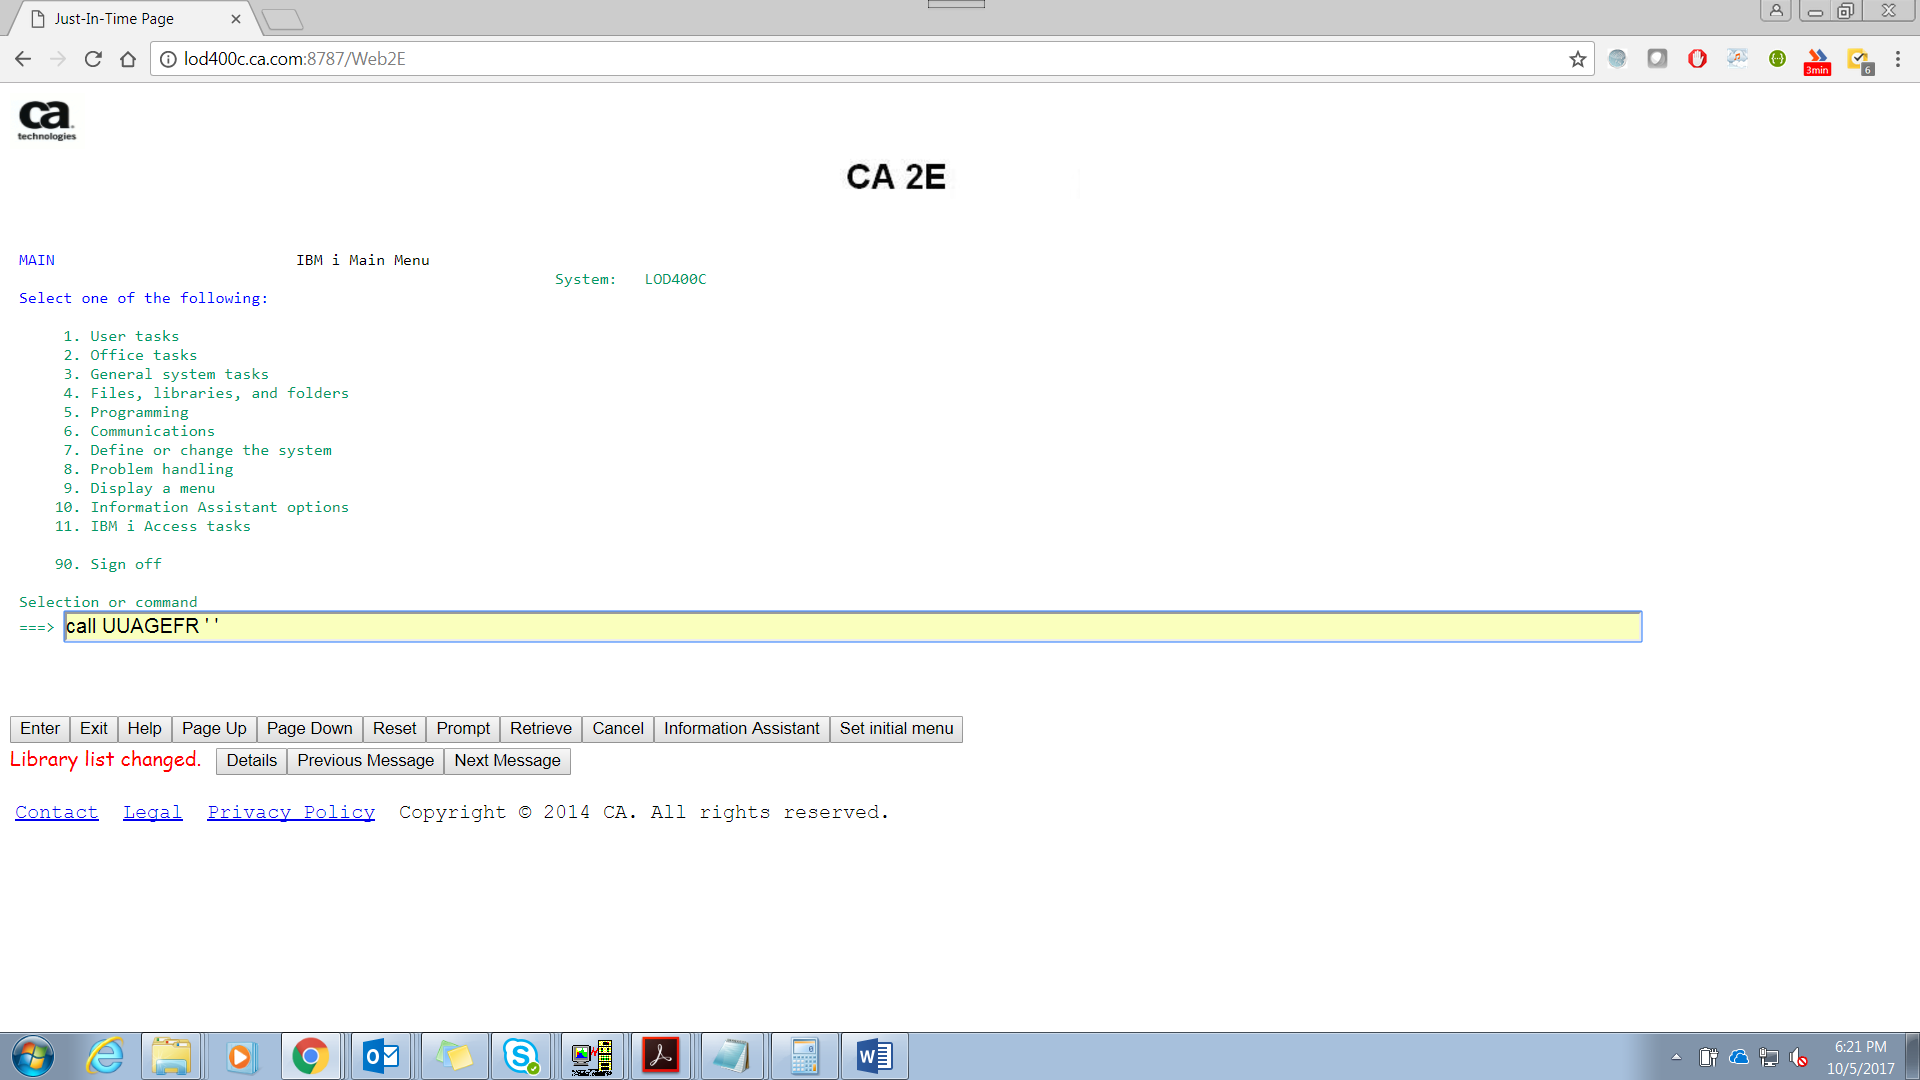 Just-In-Time Page
lod400c.ca.com:8787/Web2E
3min
6
ca
technologies
CA 2E
MAIN IBM i Main Menu
System: LOD400C
Select one of the following:
1. User tasks
2. Office tasks
3. General system tasks
4. Files, libraries, and folders
5. Programming
6. Communications
7. Define or change the system
8. Problem handling
9. Display a menu
10. Information Assistant options
11. IBM i Access tasks
90. Sign off
Selection or command
===> call UUAGEFR ' '
Enter Exit Help Page Up Page Down Reset Prompt Retrieve Cancel Information Assistant Set initial menu
Library list changed. Details Previous Message Next Message
Contact Legal Privacy Policy Copyright © 2014 CA. All rights reserved.
6:21 PM
10/5/2017